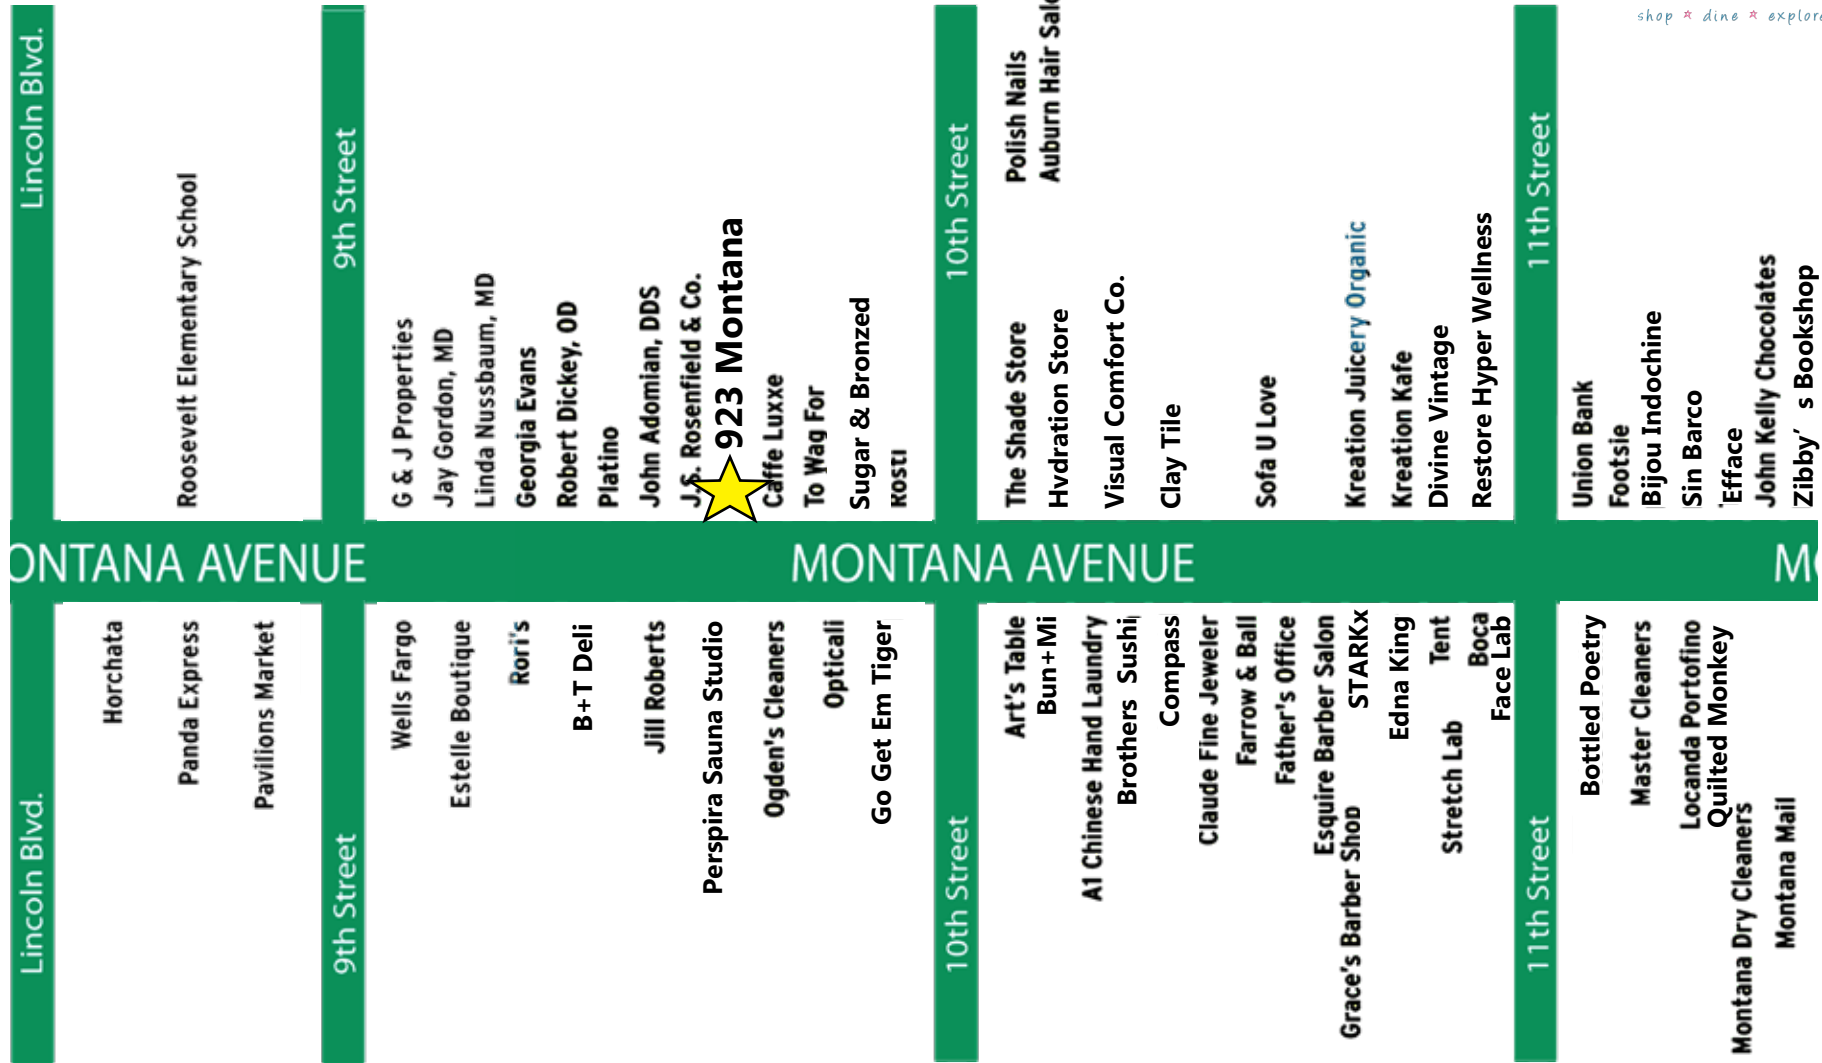 shop dine explore
Lincoln Blvd.
9th Street
10th Street
11th Street
Polish Nails
Auburn Hair Salo
Roosevelt Elementary School
G & J Properties
Jay Gordon, MD
Linda Nussbaum, MD
Georgia Evans
Robert Dickey, OD
Platino
John Adomian, DDS
J.S. Rosenfield & Co.
923 Montana
Caffe Luxxe
To Wag For
Sugar & Bronzed
Rosti
The Shade Store
Hydration Store
Visual Comfort Co.
Clay Tile
Sofa U Love
Kreation Juicery Organic
Kreation Kafe
Divine Vintage
Restore Hyper Wellness
Union Bank
Footsie
Bijou Indochine
Sin Barco
Efface
John Kelly Chocolates
Zibby' s Bookshop
ONTANA AVENUE
MONTANA AVENUE
MO
Horchata
Panda Express
Pavilions Market
Wells Fargo
Estelle Boutique
Rori's
B+T Deli
Jill Roberts
Perspira Sauna Studio
Ogden's Cleaners
Opticali
Go Get Em Tiger
Art's Table
Bun+Mi
A1 Chinese Hand Laundry
Brothers Sushi
Compass
Claude Fine Jeweler
Farrow & Ball
Father's Office
Esquire Barber Salon
Grace's Barber Shop
STARKx
Edna King
Tent
Stretch Lab
Boca
Face Lab
Bottled Poetry
Master Cleaners
Locanda Portofino
Quilted Monkey
Montana Dry Cleaners
Montana Mail
Lincoln Blvd.
9th Street
10th Street
11th Street